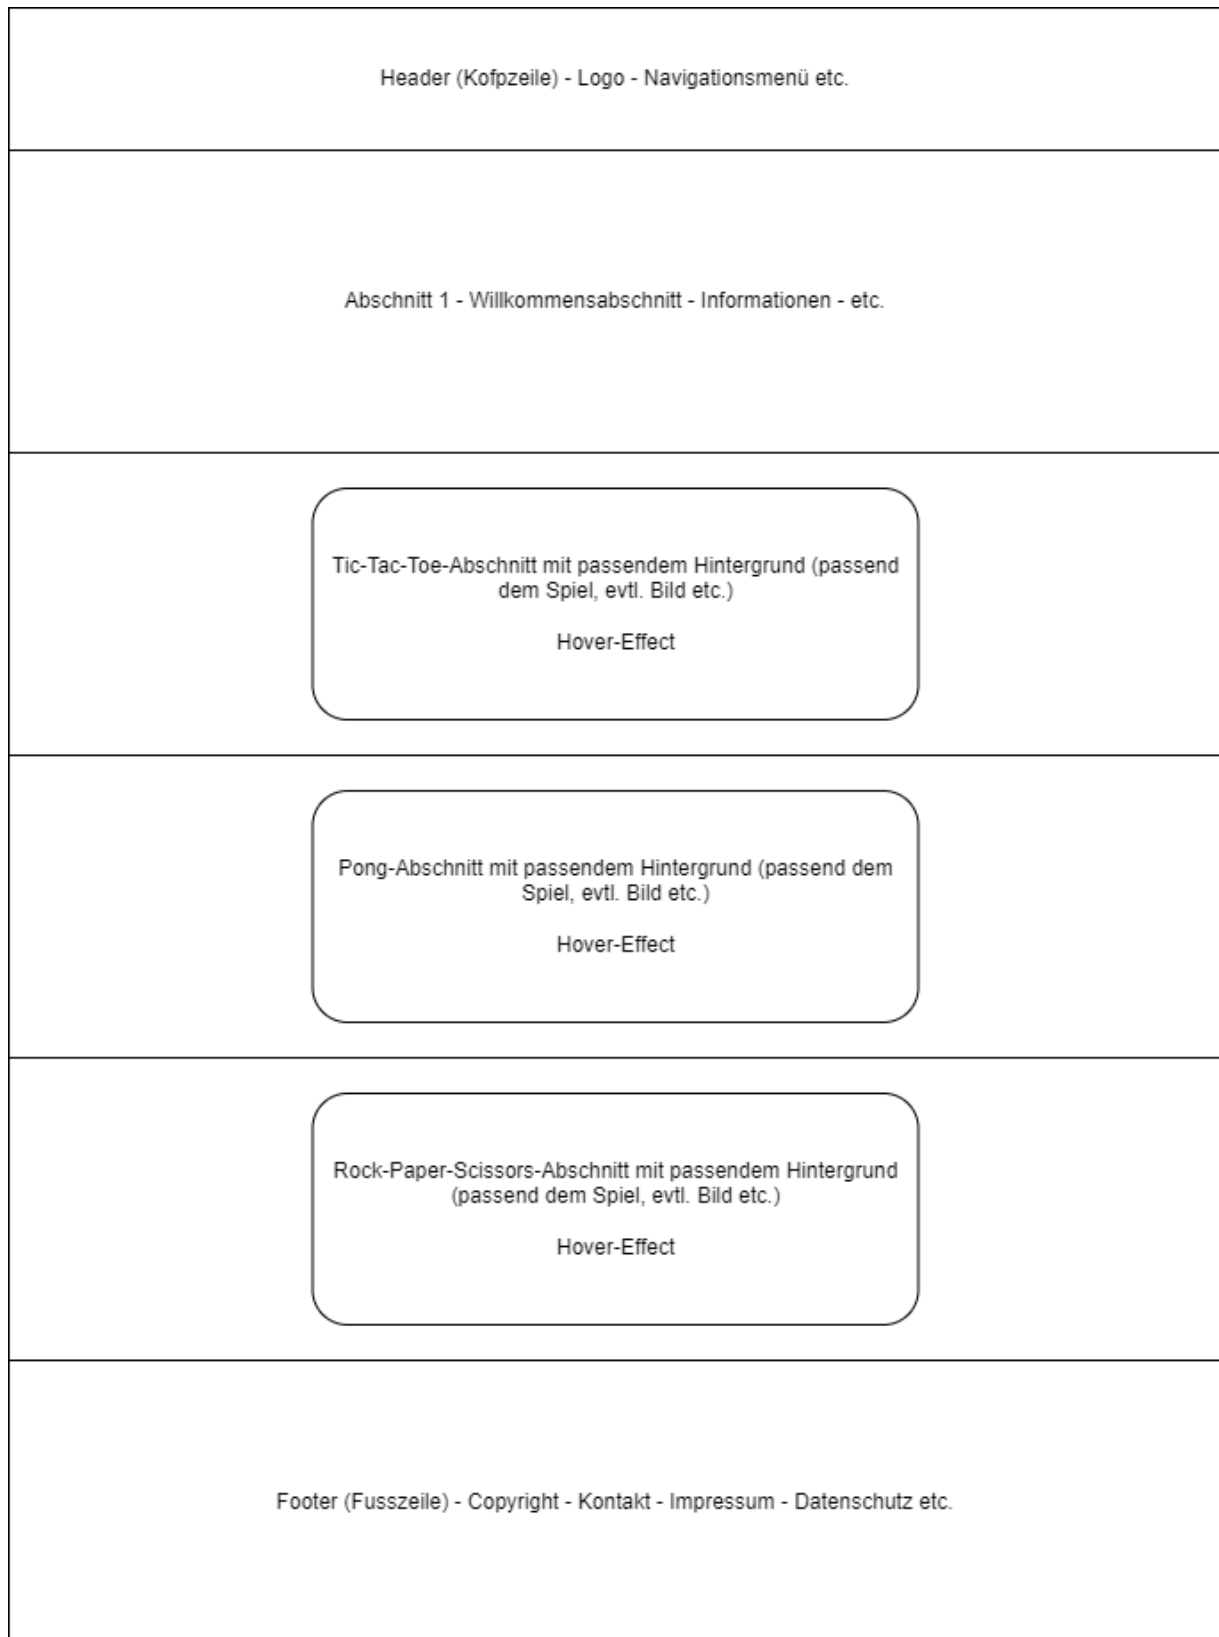 Header (Kofpzeile) - Logo - Navigationsmenü etc.
Abschnitt 1 - Willkommensabschnitt - Informationen - etc.
Tic-Tac-Toe-Abschnitt mit passendem Hintergrund (passend
dem Spiel, evtl. Bild etc.)
Hover-Effect
Pong-Abschnitt mit passendem Hintergrund (passend dem
Spiel, evtl. Bild etc.)
Hover-Effect
Rock-Paper-Scissors-Abschnitt mit passendem Hintergrund
(passend dem Spiel, evtl. Bild etc.)
Hover-Effect
Footer (Fusszeile) - Copyright - Kontakt - Impressum - Datenschutz etc.